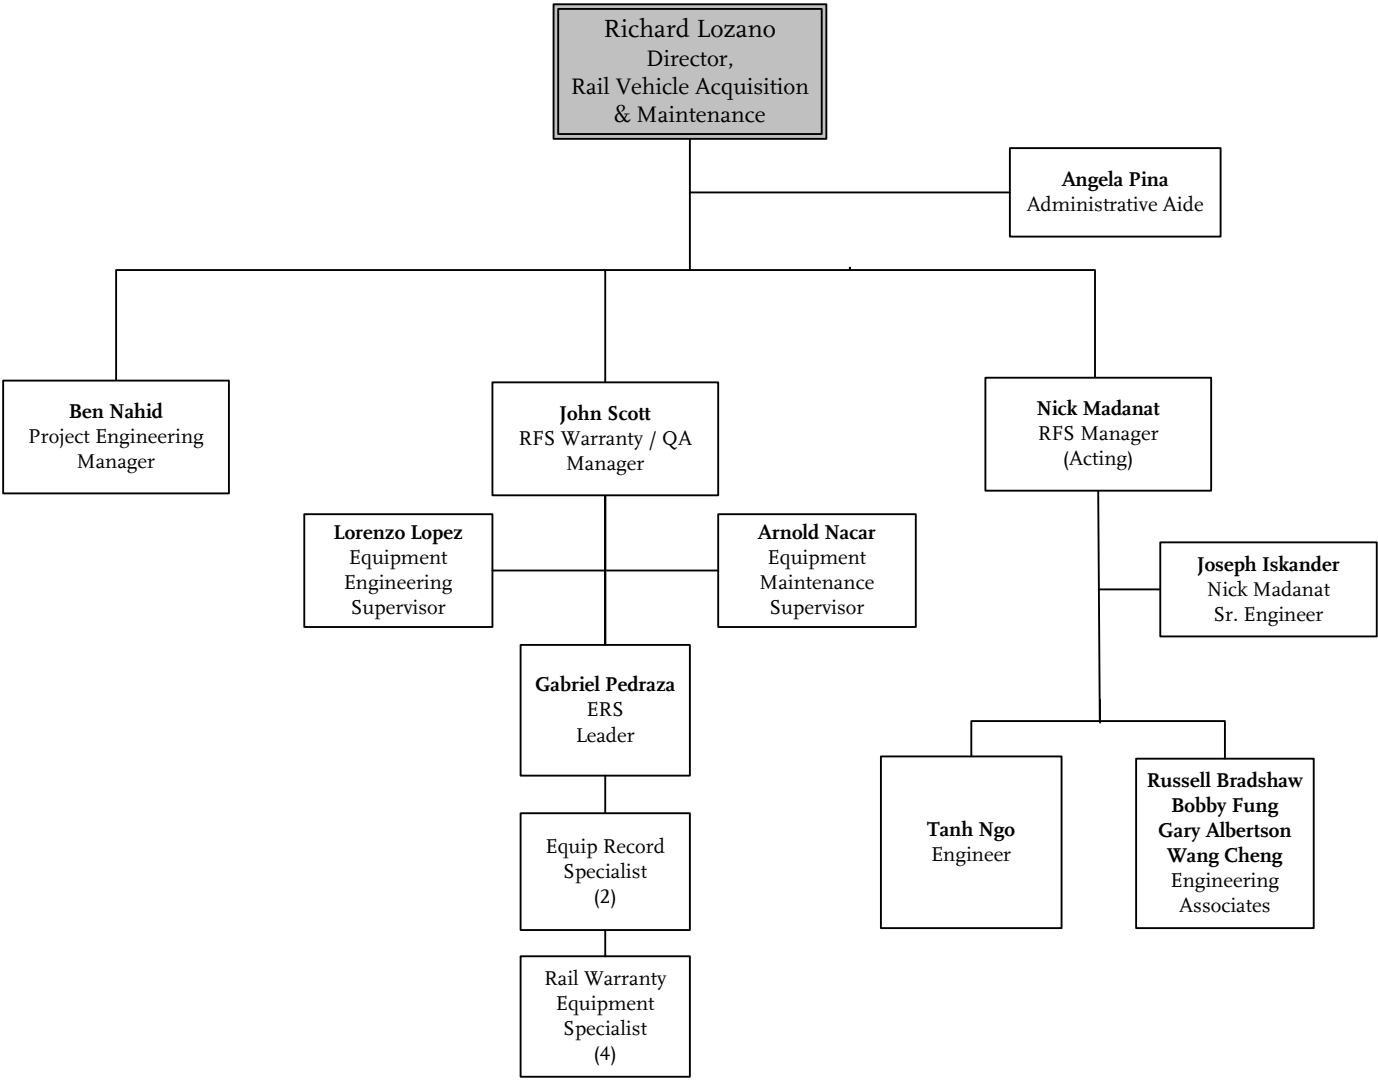 Richard Lozano
Director,
Rail Vehicle Acquisition
& Maintenance
Angela Pina
Administrative Aide
Ben Nahid
Project Engineering
Manager
John Scott
RFS Warranty / QA
Manager
Nick Madanat
RFS Manager
(Acting)
Lorenzo Lopez
Equipment
Engineering
Supervisor
Arnold Nacar
Equipment
Maintenance
Supervisor
Joseph Iskander
Nick Madanat
Sr. Engineer
Gabriel Pedraza
ERS
Leader
Equip Record
Specialist
(2)
Rail Warranty
Equipment
Specialist
(4)
Tanh Ngo
Engineer
Russell Bradshaw
Bobby Fung
Gary Albertson
Wang Cheng
Engineering
Associates